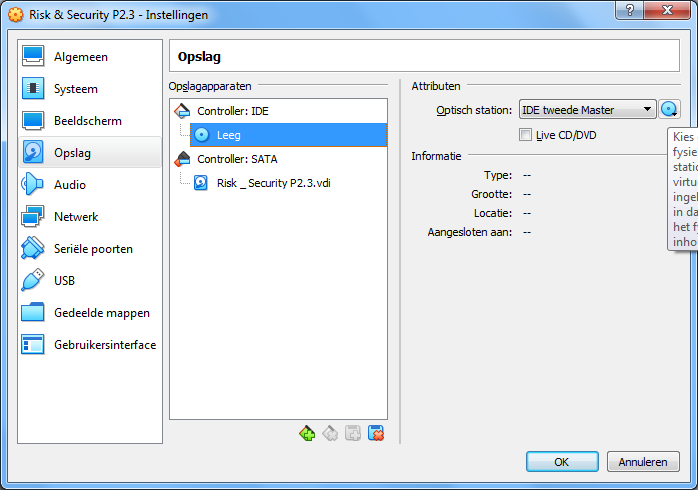 Risk & Security P2.3 - Instellingen
Algemeen
Systeem
Beeldscherm
Opslag
Audio
Netwerk
Seriële poorten
USB
Gedeelde mappen
Gebruikersinterface
Opslag
Opslagapparaten
Controller: IDE
Leeg
Controller: SATA
Risk _ Security P2.3.vdi
Attributen
Optisch station: IDE tweede Master
Live CD/DVD
Informatie
Type: --
Grootte: --
Locatie: --
Aangesloten aan: --
Kies
fysie
static
virtu
ingel
in da
het fy
inho
OK
Annuleren